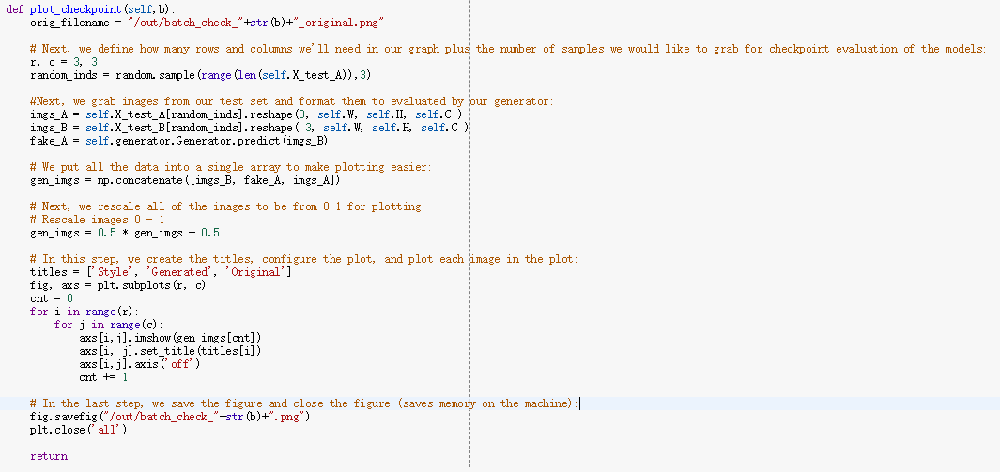 def plot_checkpoint(self,b):
orig_filename = "/out/batch_check_"+str(b)+"_original.png"
# Next, we define how many rows and columns we'll need in our graph plus the number of samples we would like to grab for checkpoint evaluation of the models:
r, c = 3, 3
random_inds = random.sample(range(len(self.X_test_A)),3)
#Next, we grab images from our test set and format them to evaluated by our generator:
imgs_A = self.X_test_A[random_inds].reshape(3, self.W, self.H, self.C )
imgs_B = self.X_test_B[random_inds].reshape( 3, self.W, self.H, self.C )
fake_A = self.generator.Generator.predict(imgs_B)
# We put all the data into a single array to make plotting easier:
gen_imgs = np.concatenate([imgs_B, fake_A, imgs_A])
# Next, we rescale all of the images to be from 0-1 for plotting:
# Rescale images 0 - 1
gen_imgs = 0.5 * gen_imgs + 0.5
# In this step, we create the titles, configure the plot, and plot each image in the plot:
titles = ['Style', 'Generated', 'Original']
fig, axs = plt.subplots(r, c)
cnt = 0
for i in range(r):
for j in range(c):
axs[i,j].imshow(gen_imgs[cnt])
axs[i, j].set_title(titles[i])
axs[i,j].axis('off')
cnt += 1
# In the last step, we save the figure and close the figure (saves memory on the machine):
fig.savefig("/out/batch_check_"+str(b)+".png")
plt.close('all')
return